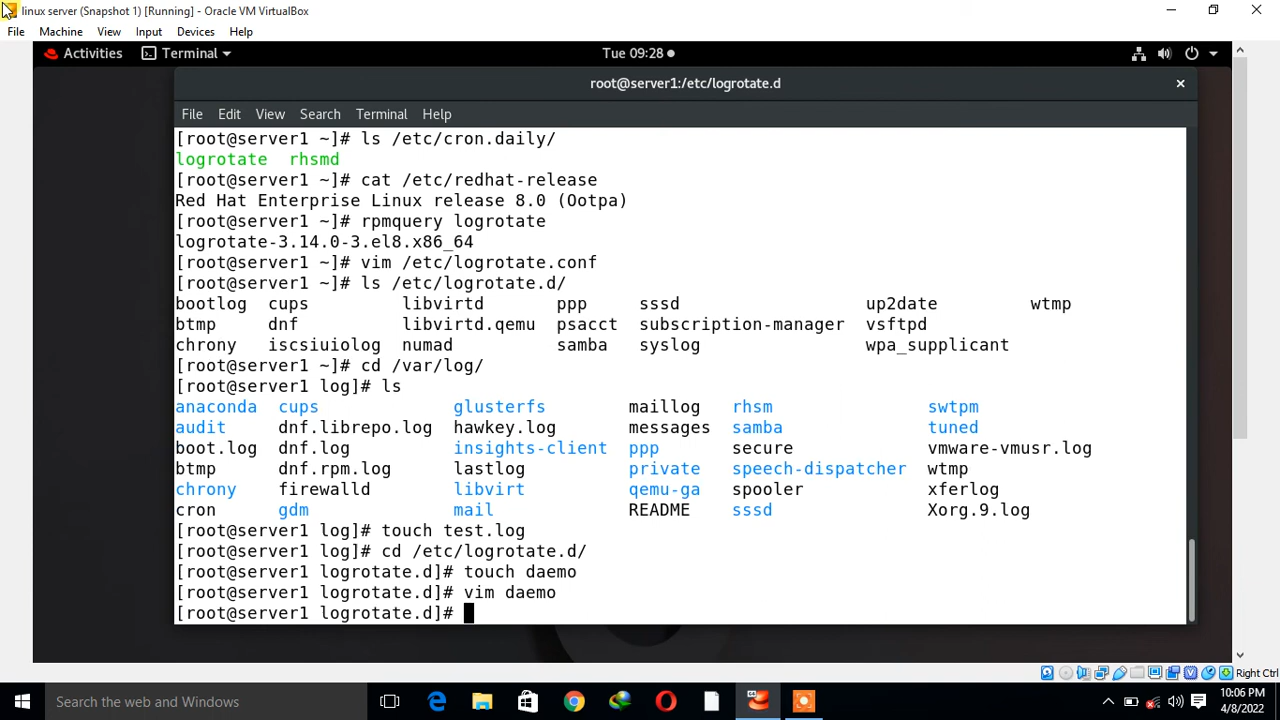 linux server (Snapshot 1) [Running] - Oracle VM VirtualBox
File Machine View Input Devices Help
Activities Terminal Tue 09:28
root@server1:/etc/logrotate.d
File Edit View Search Terminal Help
[root@server1 ~]# ls /etc/cron.daily/
logrotate rhsmd
[root@server1 ~]# cat /etc/redhat-release
Red Hat Enterprise Linux release 8.0 (Ootpa)
[root@server1 ~]# rpmquery logrotate
logrotate-3.14.0-3.el8.x86_64
[root@server1 ~]# vim /etc/logrotate.conf
[root@server1 ~]# ls /etc/logrotate.d/
bootlog cups libvirtd ppp sssd up2date wtmp
btmp dnf libvirtd.qemu psacct subscription-manager vsftpd
chrony iscsiuiolog numad samba syslog wpa_supplicant
[root@server1 ~]# cd /var/log/
[root@server1 log]# ls
anaconda cups glusterfs maillog rhsm swtpm
audit dnf.librepo.log hawkey.log messages samba tuned
boot.log dnf.log insights-client ppp secure vmware-vmusr.log
btmp dnf.rpm.log lastlog private speech-dispatcher wtmp
chrony firewalld libvirt qemu-ga spooler xferlog
cron gdm mail README sssd Xorg.9.log
[root@server1 log]# touch test.log
[root@server1 log]# cd /etc/logrotate.d/
[root@server1 logrotate.d]# touch daemo
[root@server1 logrotate.d]# vim daemo
[root@server1 logrotate.d]#
Right Ctrl
Search the web and Windows
10:06 PM
4/8/2022